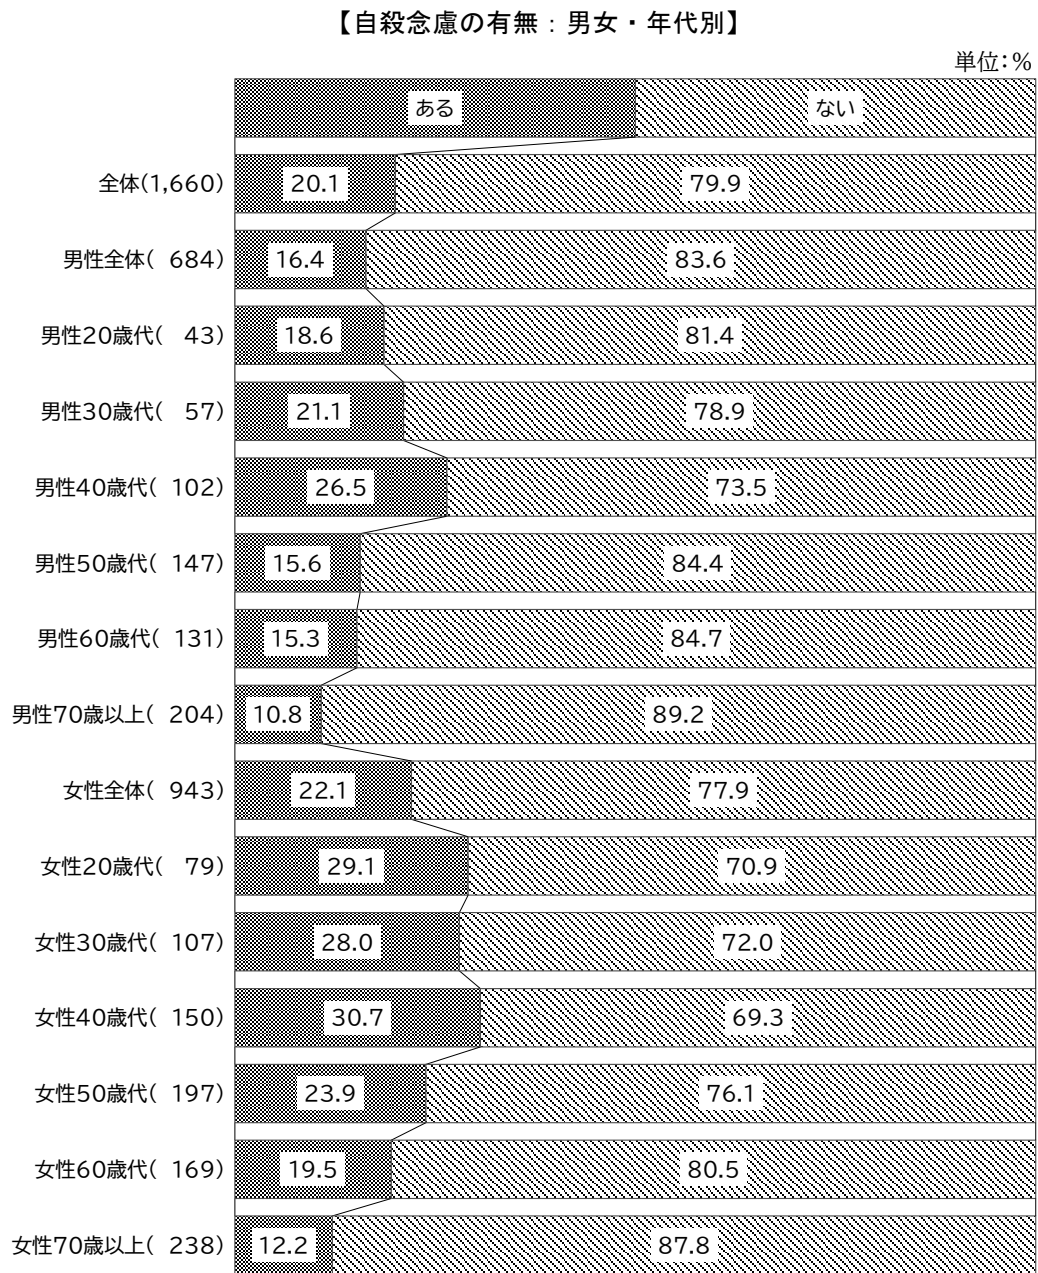 【自殺念慮の有無：男女・年代別】
単位：%
ある ない
全体(1,660) 20.1 79.9
男性全体( 684) 16.4 83.6
男性20歳代( 43) 18.6 81.4
男性30歳代( 57) 21.1 78.9
男性40歳代( 102) 26.5 73.5
男性50歳代( 147) 15.6 84.4
男性60歳代( 131) 15.3 84.7
男性70歳以上( 204) 10.8 89.2
女性全体( 943) 22.1 77.9
女性20歳代( 79) 29.1 70.9
女性30歳代( 107) 28.0 72.0
女性40歳代( 150) 30.7 69.3
女性50歳代( 197) 23.9 76.1
女性60歳代( 169) 19.5 80.5
女性70歳以上( 238) 12.2 87.8